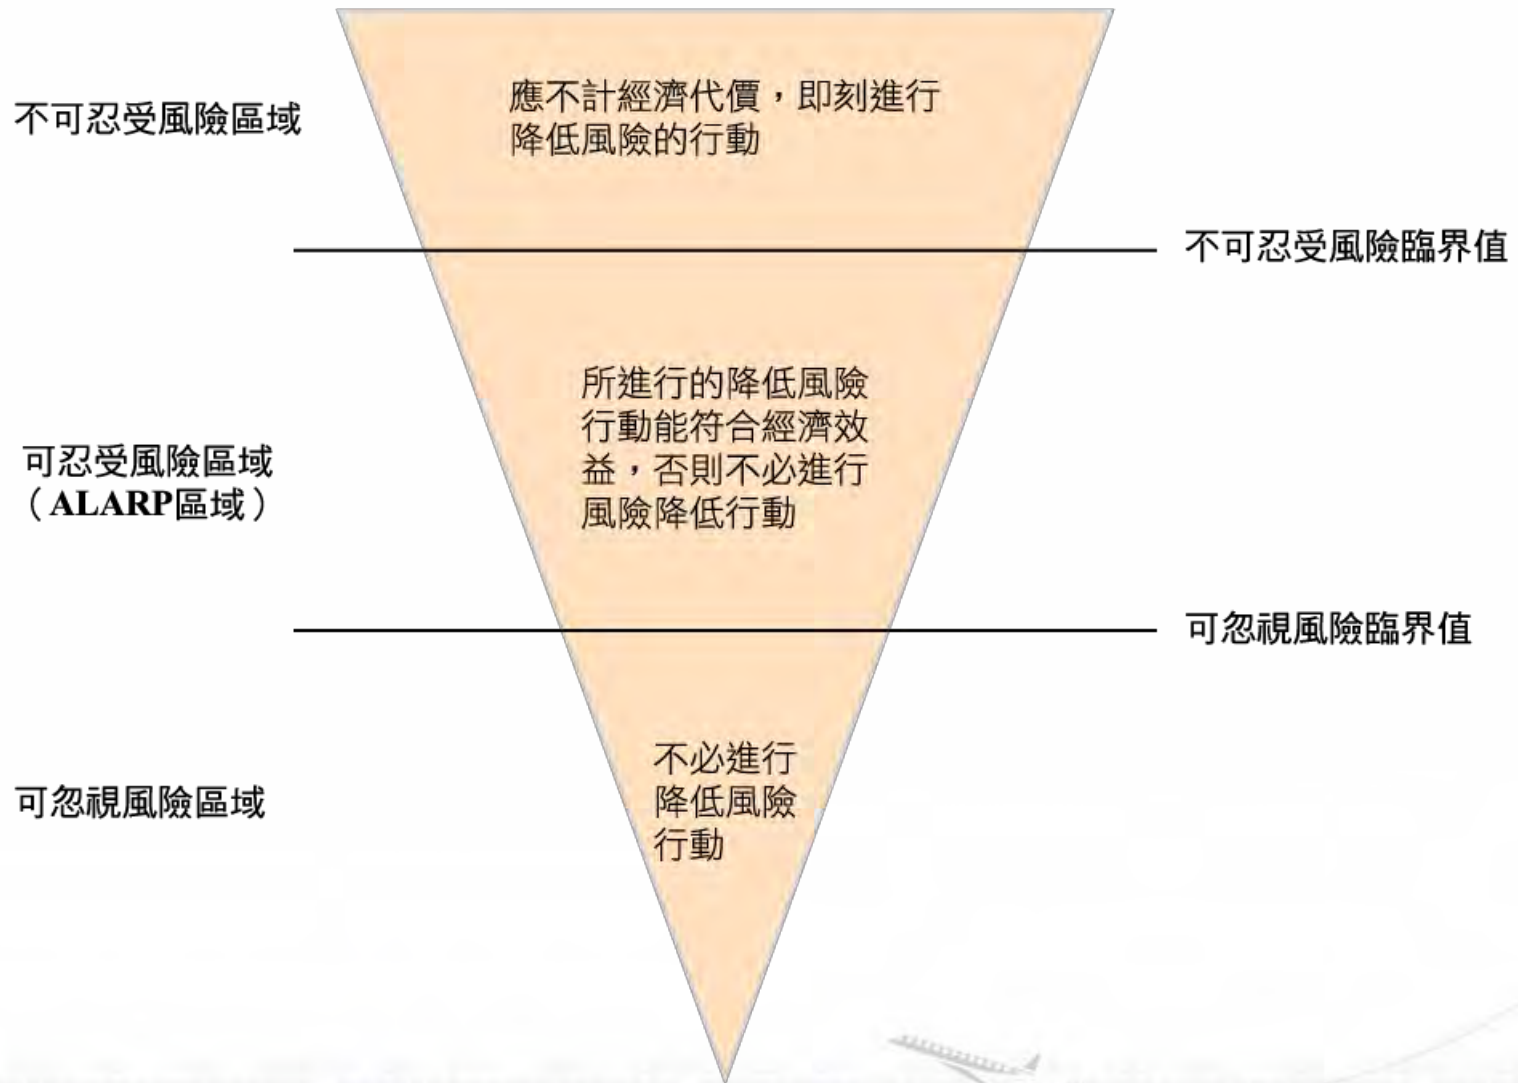 不可忍受風險區域
應不計經濟代價，即刻進行
降低風險的行動
不可忍受風險臨界值
可忍受風險區域
（ALARP區域）
所進行的降低風險
行動能符合經濟效
益，否則不必進行
風險降低行動
可忽視風險臨界值
可忽視風險區域
不必進行
降低風險
行動